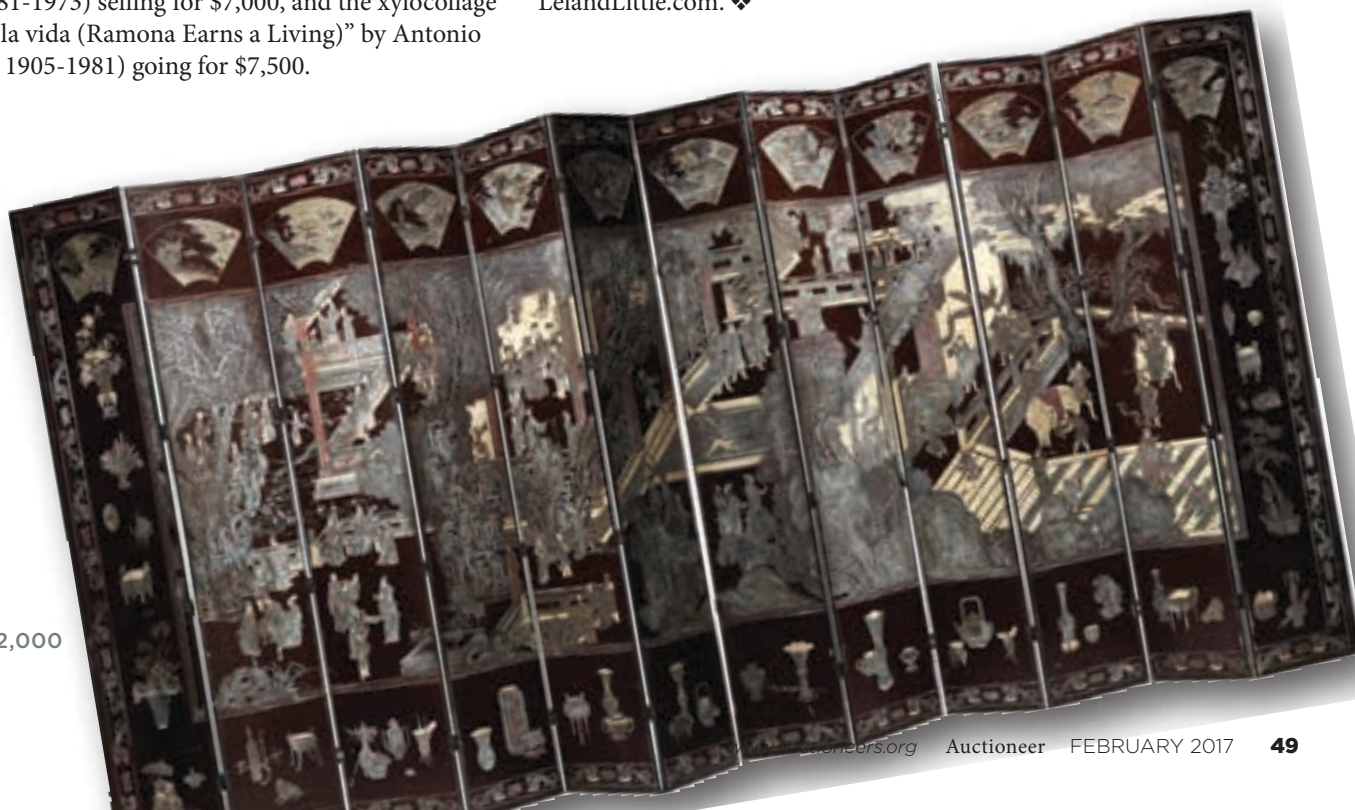 81-1973) selling for $7,000, and the xylocollage
la vida (Ramona Earns a Living)” by Antonio
1905-1981) going for $7,500.
LelandLittle.com. ❖
2,000
Auctioneer FEBRUARY 2017 49